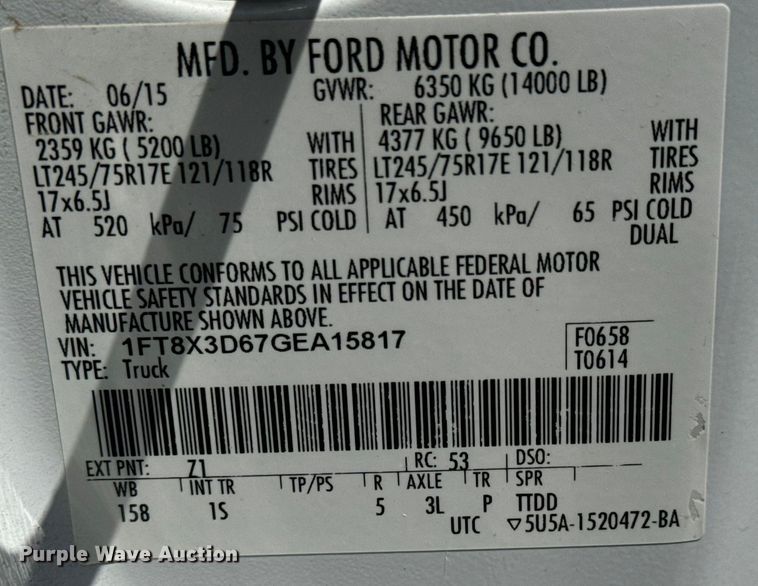 MFD. BY FORD MOTOR CO.
DATE: 06/15 GVWR: 6350 KG (14000 LB)
FRONT GAWR: REAR GAWR:
2359 KG ( 5200 LB) WITH 4377 KG ( 9650 LB) WITH
LT245/75R17E 121/118R TIRES LT245/75R17E 121/118R TIRES
17x6.5J RIMS 17x6.5J RIMS
AT 520 kPa/ 75 PSI COLD AT 450 kPa/ 65 PSI COLD
DUAL
THIS VEHICLE CONFORMS TO ALL APPLICABLE FEDERAL MOTOR
VEHICLE SAFETY STANDARDS IN EFFECT ON THE DATE OF
MANUFACTURE SHOWN ABOVE.
VIN: 1FT8X3D67GEA15817 F0658
TYPE: Truck T0614
EXT PNT: Z1 RC: 53 DSO:
WB INT TR TP/PS R AXLE TR SPR
158 1S 5 3L P TTDD
UTC ▽5U5A-1520472-BA
Purple Wave Auction